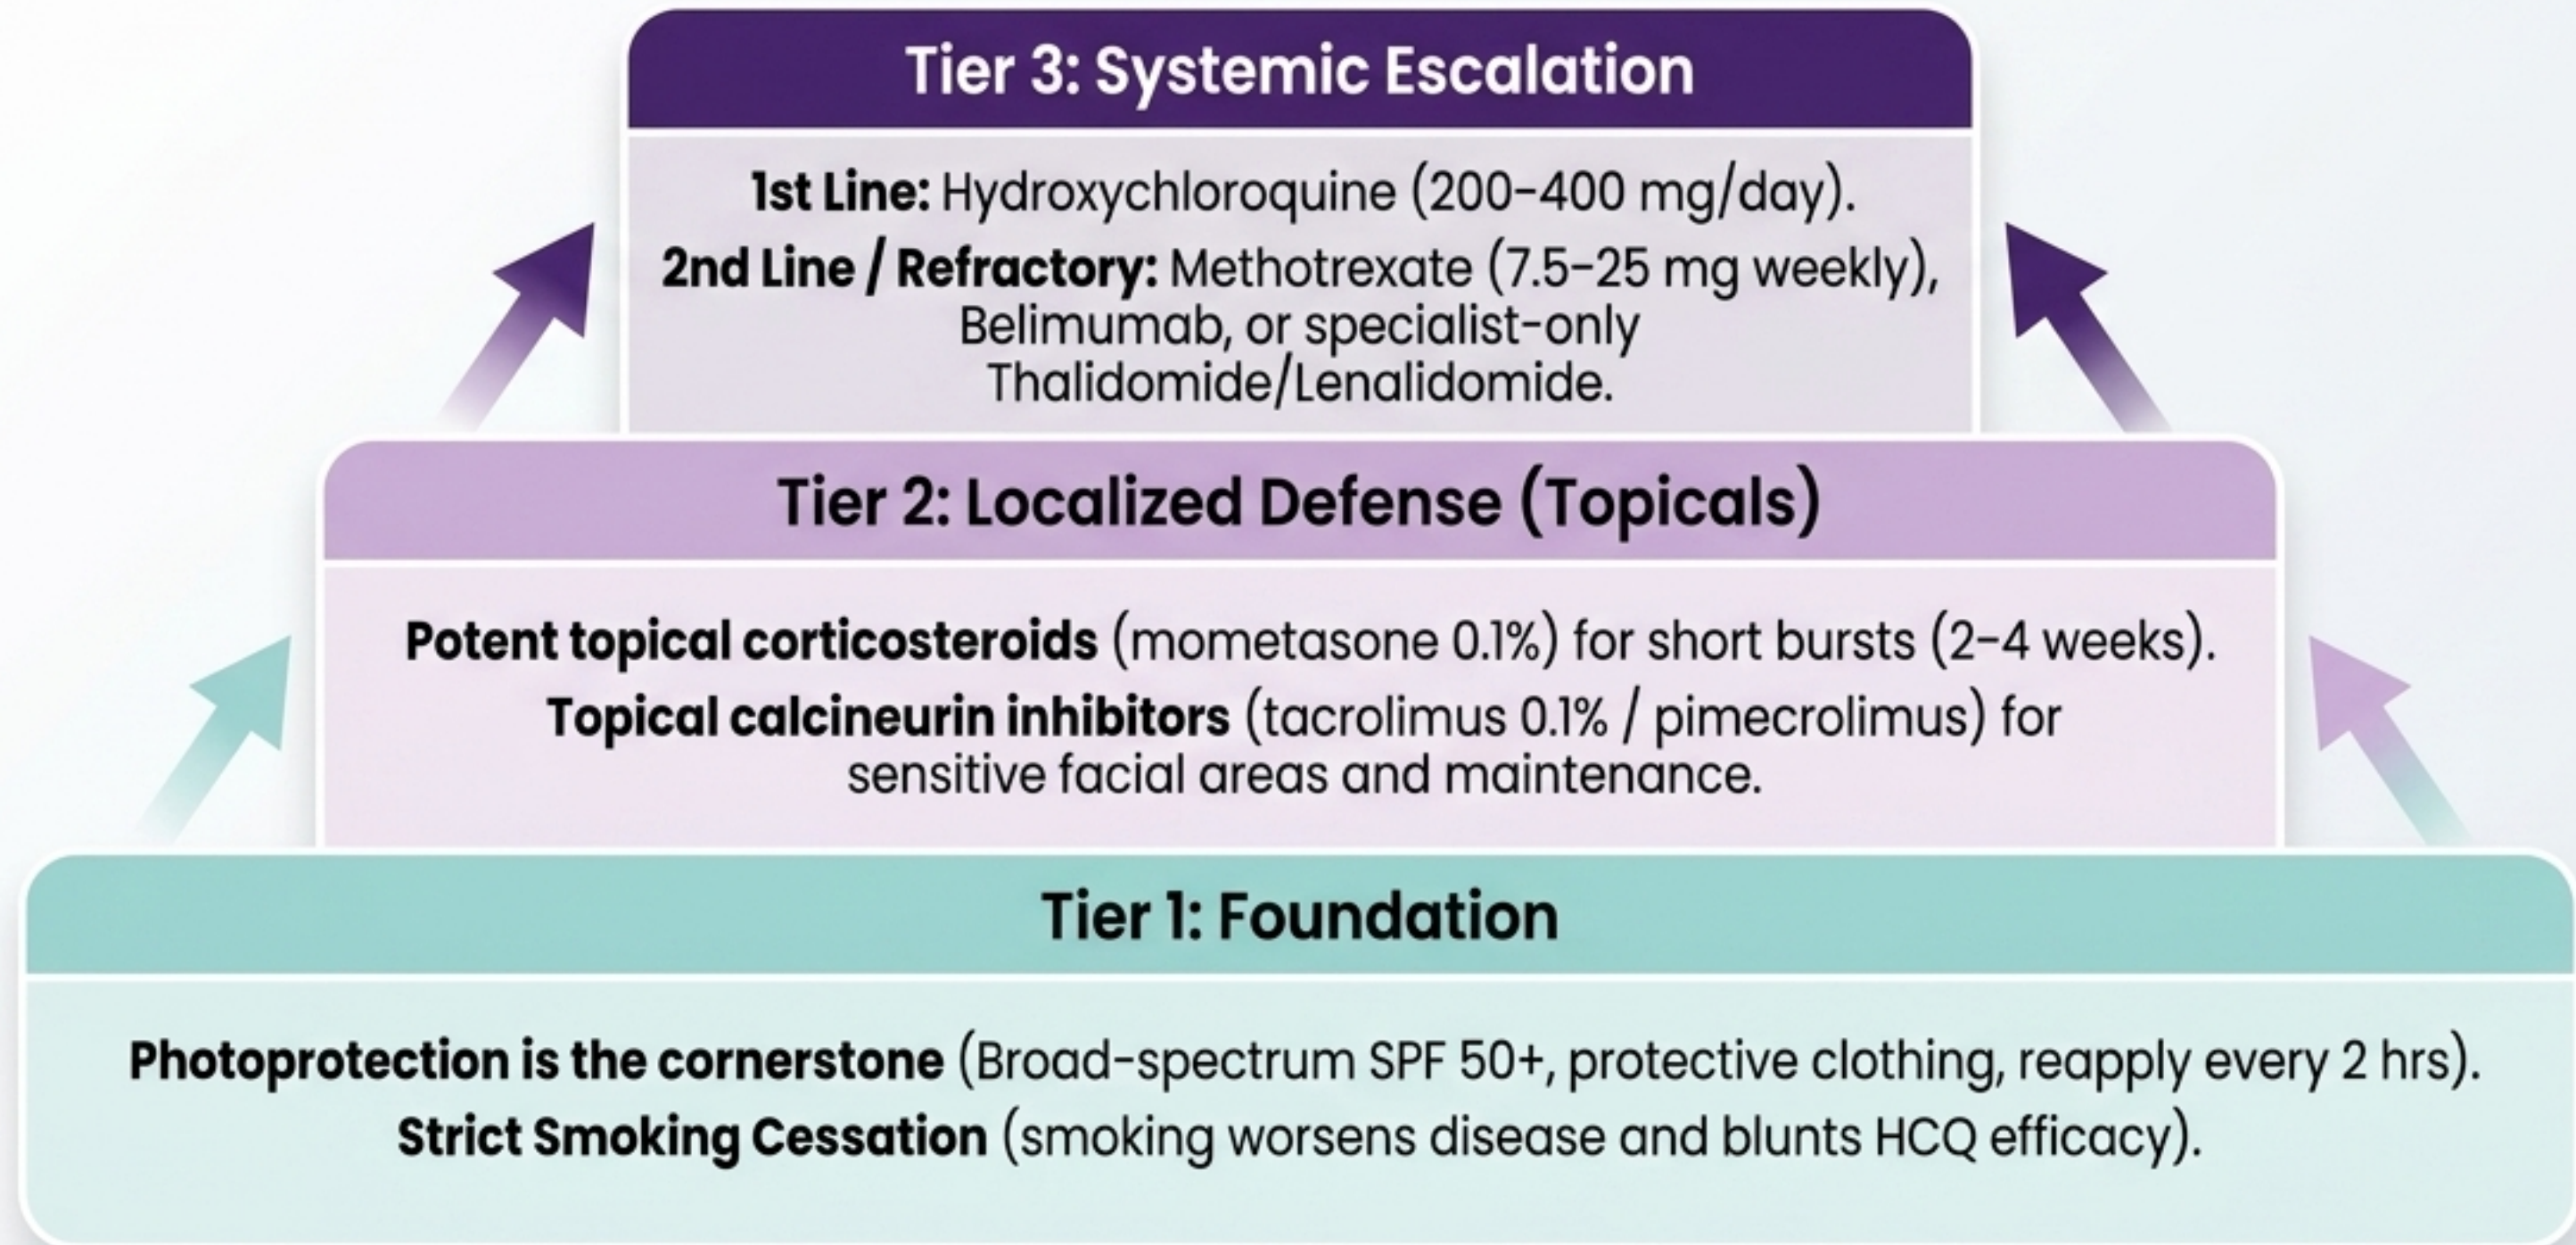 Tier 3: Systemic Escalation
1st Line: Hydroxychloroquine (200-400 mg/day).
2nd Line / Refractory: Methotrexate (7.5-25 mg weekly),
Belimumab, or specialist-only
Thalidomide/Lenalidomide.
Tier 2: Localized Defense (Topicals)
Potent topical corticosteroids (mometasone 0.1%) for short bursts (2-4 weeks).
Topical calcineurin inhibitors (tacrolimus 0.1% / pimecrolimus) for
sensitive facial areas and maintenance.
Tier 1: Foundation
Photoprotection is the cornerstone (Broad-spectrum SPF 50+, protective clothing, reapply every 2 hrs).
Strict Smoking Cessation (smoking worsens disease and blunts HCQ efficacy).